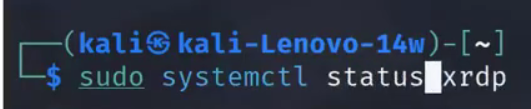 ┌──(kali㉿kali-Lenovo-14w)-[~]
└─$ sudo systemctl status xrdp